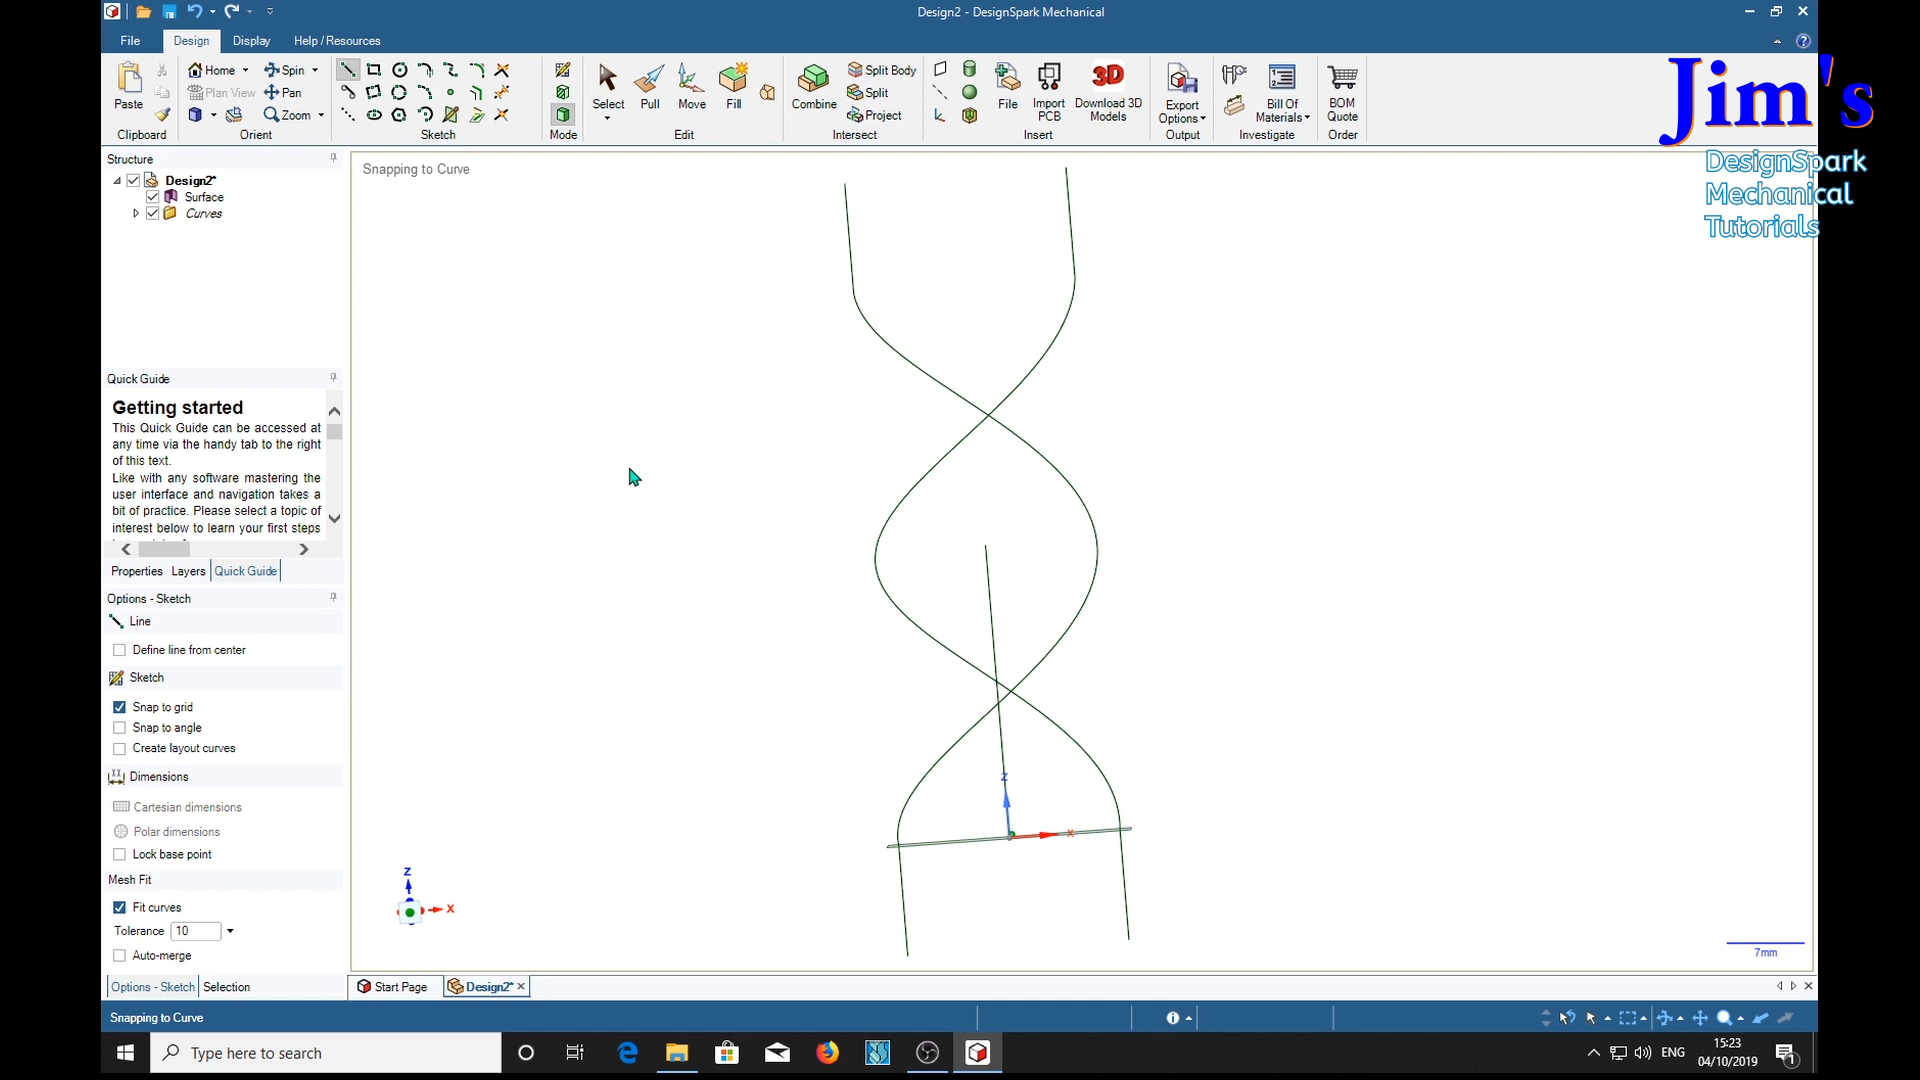 Design2 - DesignSpark Mechanical
File Design Display Help / Resources
Paste
Clipboard
Home
Spin
Plan View
Pan
Zoom
Orient
Sketch
Mode
Select
Pull
Move
Fill
Edit
Combine
Split Body
Split
Project
Intersect
File
Import
PCB
Download 3D
Models
Insert
3D
Export
Options
Output
Bill Of
Materials
Investigate
BOM
Quote
Order
Jim's
DesignSpark
Mechanical
Tutorials
Structure
Design2*
Surface
Curves
Snapping to Curve
Quick Guide
Getting started
This Quick Guide can be accessed at
any time via the handy tab to the right
of this text.
Like with any software mastering the
user interface and navigation takes a
bit of practice. Please select a topic of
interest below to learn your first steps
Properties Layers Quick Guide
Options - Sketch
Line
Define line from center
Sketch
Snap to grid
Snap to angle
Create layout curves
Dimensions
Cartesian dimensions
Polar dimensions
Lock base point
Mesh Fit
Fit curves
Tolerance 10
Auto-merge
Options - Sketch Selection
Z
X
Z
X
7mm
Start Page Design2*
Snapping to Curve
Type here to search
ENG
15:23
04/10/2019
1